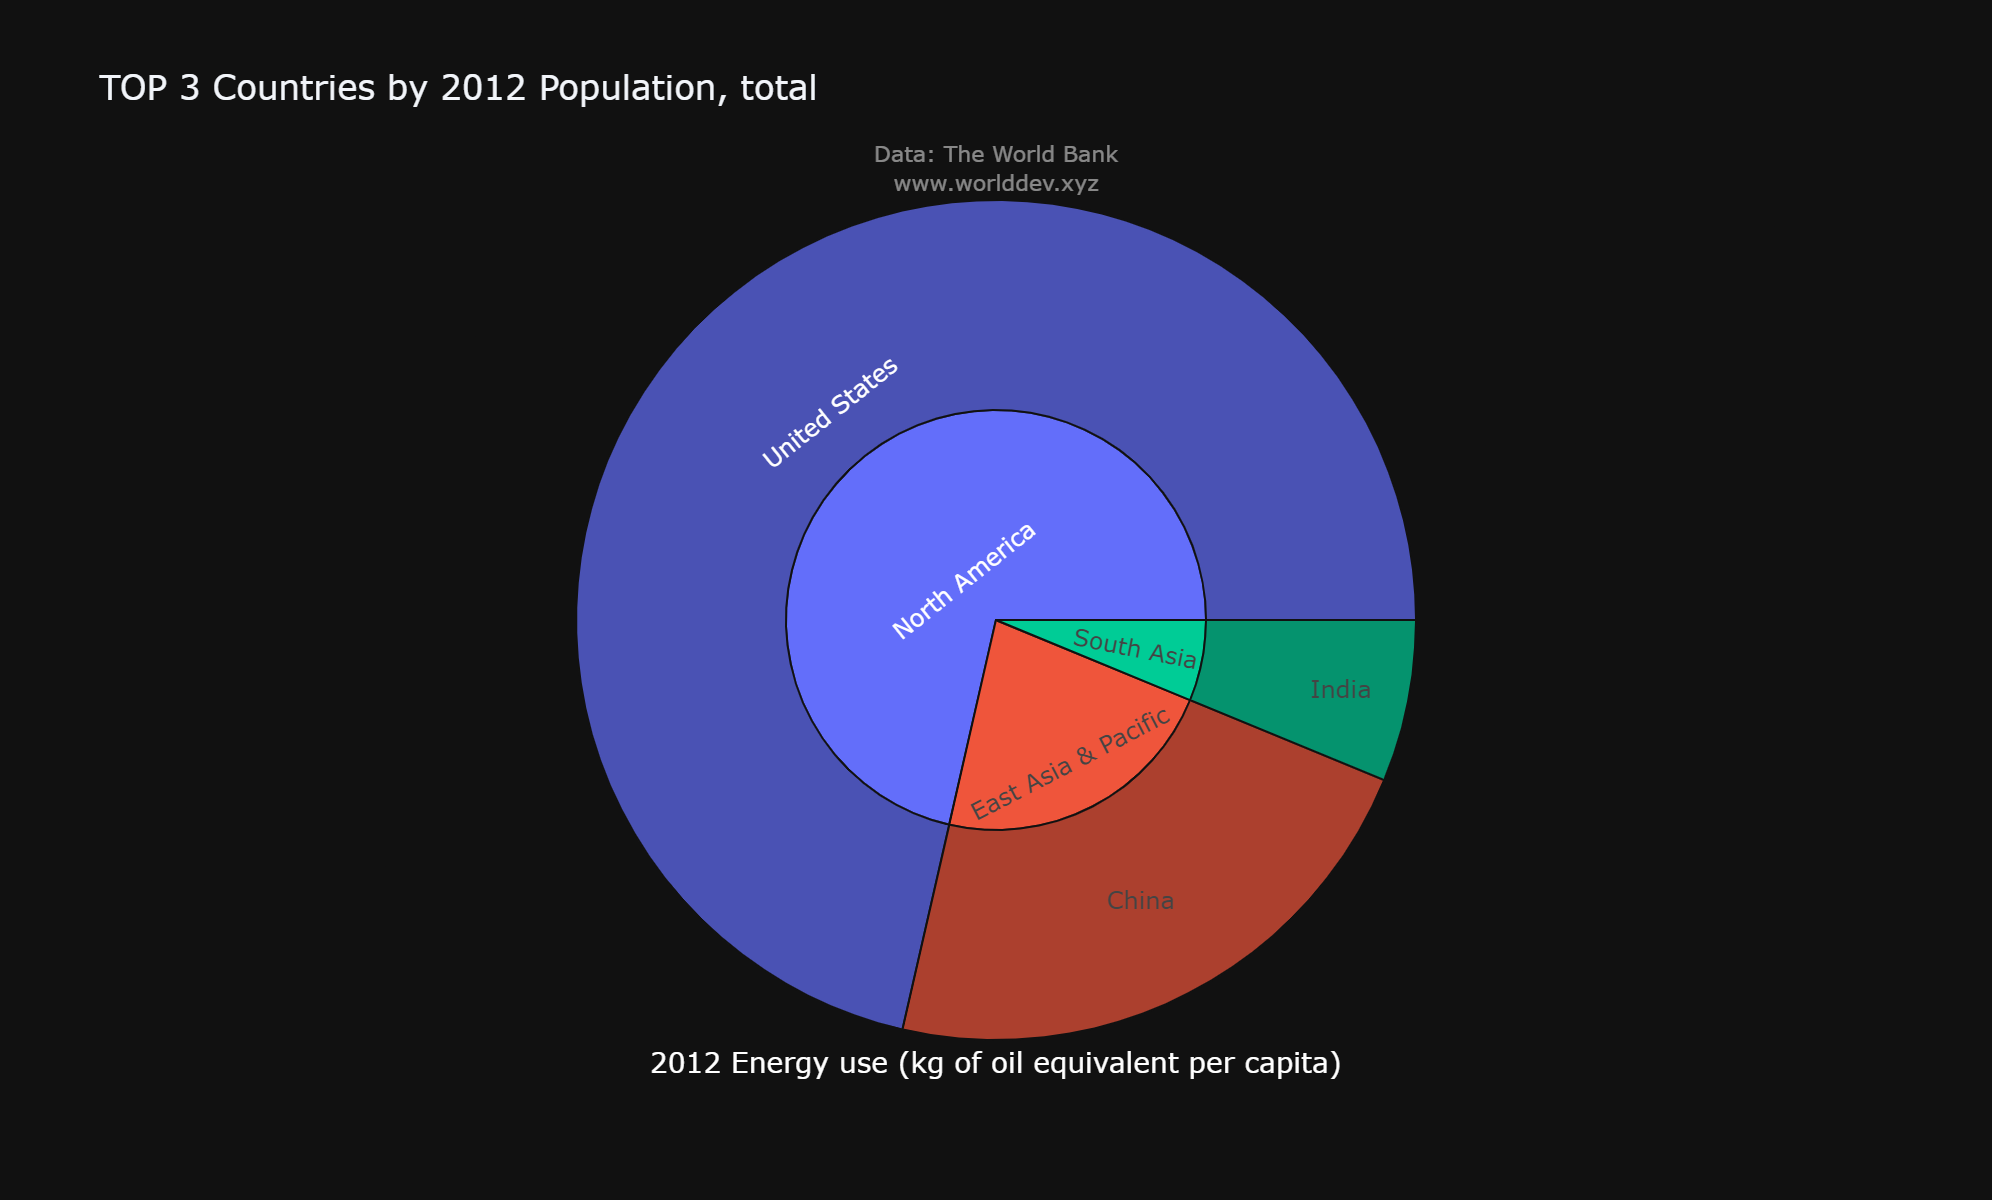 TOP 3 Countries by 2012 Population, total
Data: The World Bank
www.worlddev.xyz
United States
North America
South Asia
India
East Asia & Pacific
China
2012 Energy use (kg of oil equivalent per capita)